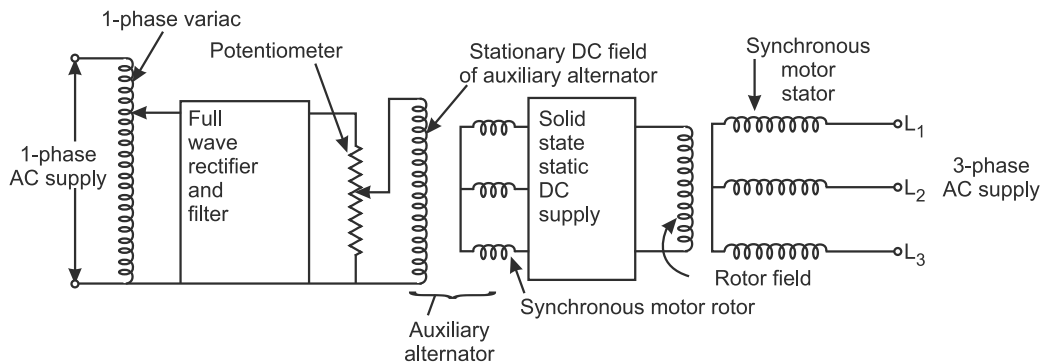 1-phase variac
Potentiometer
Stationary DC field
of auxiliary alternator
Synchronous
motor
stator
1-phase
AC supply
Full
wave
rectifier
and
filter
Solid
state
static
DC
supply
L1
L2
L3
3-phase
AC supply
Rotor field
Synchronous motor rotor
Auxiliary
alternator